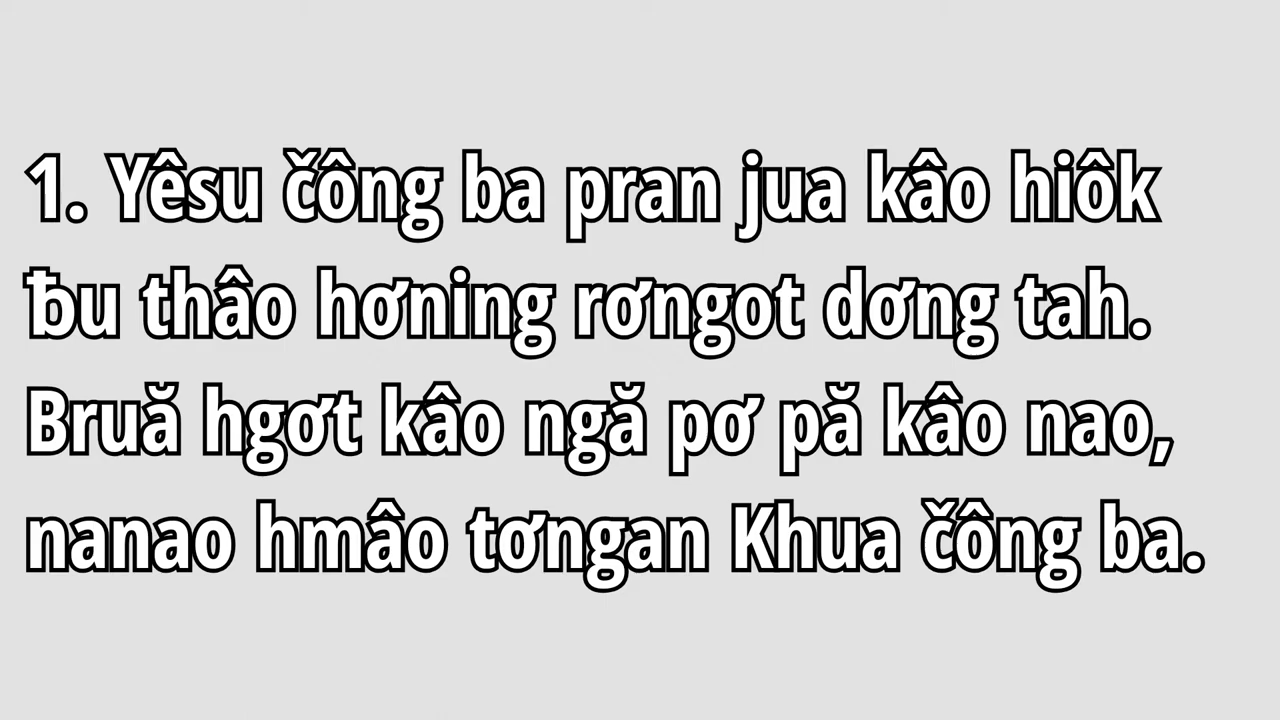 1. Yêsu čông ba pran jua kâo hiôk
ƀu thâo hơning rơngot dơng tah.
Bruă hgơt kâo ngă pơ pă kâo nao,
nanao hmâo tơngan Khua čông ba.